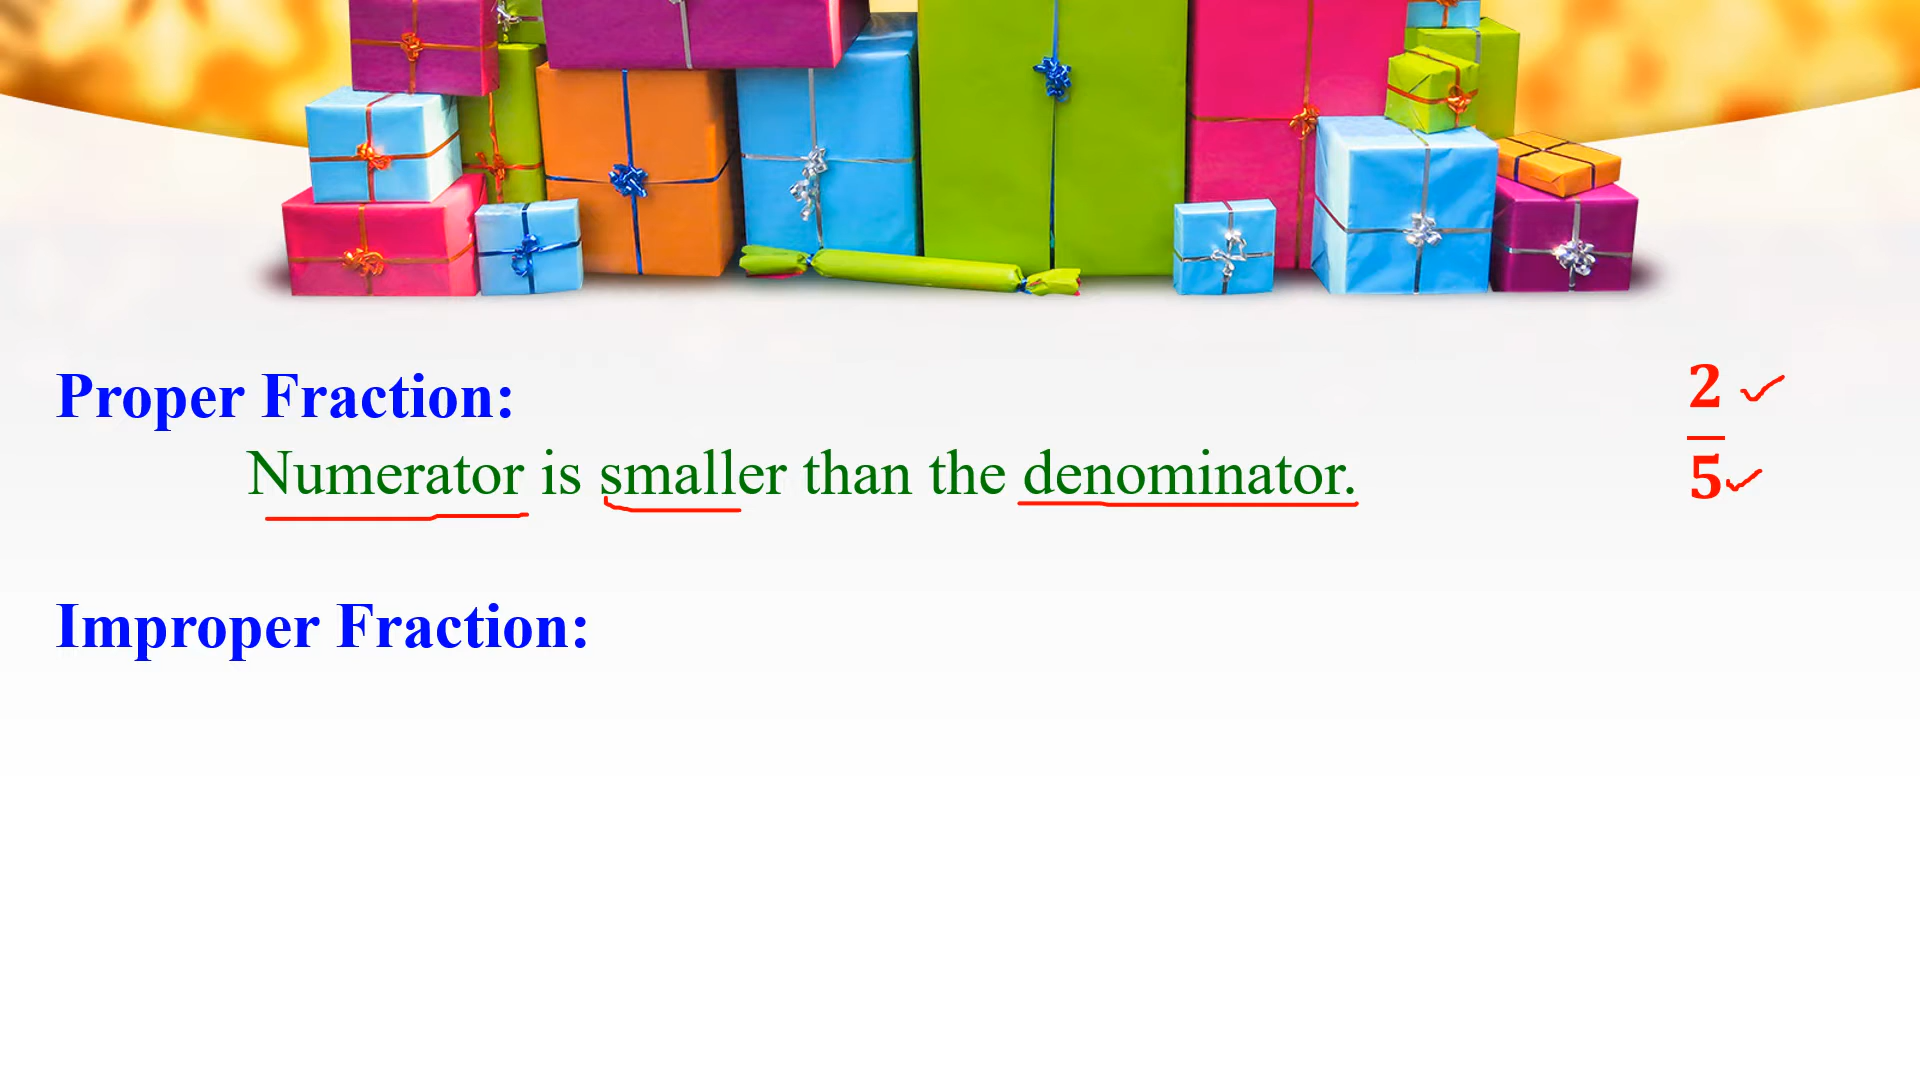 Proper Fraction:
Numerator is smaller than the denominator.
2
5
Improper Fraction: